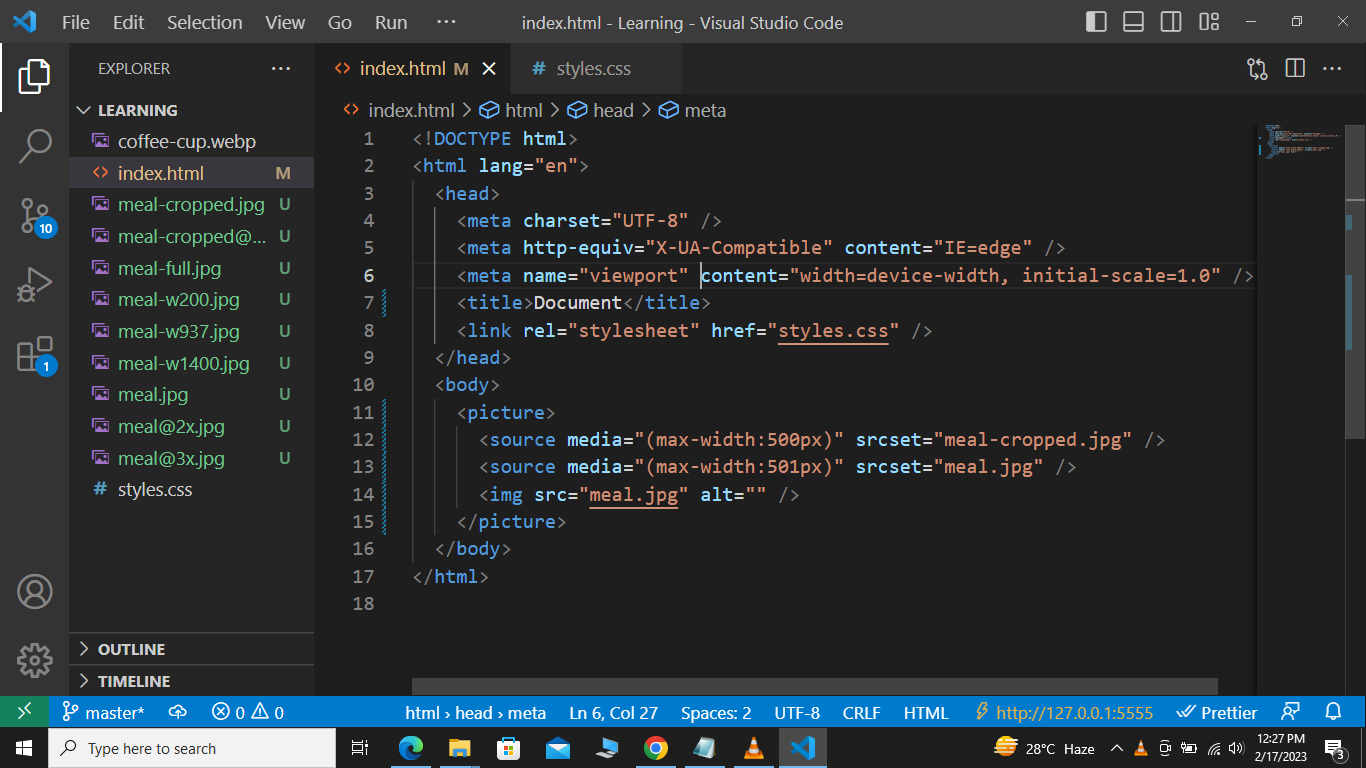 File Edit Selection View Go Run ··· index.html - Learning - Visual Studio Code
EXPLORER ···
index.html M
# styles.css
LEARNING
coffee-cup.webp
index.html M
meal-cropped.jpg U
meal-cropped@... U
meal-full.jpg U
meal-w200.jpg U
meal-w937.jpg U
meal-w1400.jpg U
meal.jpg U
meal@2x.jpg U
meal@3x.jpg U
# styles.css
10
1
OUTLINE
TIMELINE
index.html > html > head > meta
1 <!DOCTYPE html>
2 <html lang="en">
3 <head>
4 <meta charset="UTF-8" />
5 <meta http-equiv="X-UA-Compatible" content="IE=edge" />
6 <meta name="viewport" content="width=device-width, initial-scale=1.0" />
7 <title>Document</title>
8 <link rel="stylesheet" href="styles.css" />
9 </head>
10 <body>
11 <picture>
12 <source media="(max-width:500px)" srcset="meal-cropped.jpg" />
13 <source media="(max-width:501px)" srcset="meal.jpg" />
14 <img src="meal.jpg" alt="" />
15 </picture>
16 </body>
17 </html>
18
master* 0 0 html › head › meta Ln 6, Col 27 Spaces: 2 UTF-8 CRLF HTML http://127.0.0.1:5555 Prettier
Type here to search
28°C Haze
12:27 PM
2/17/2023
3